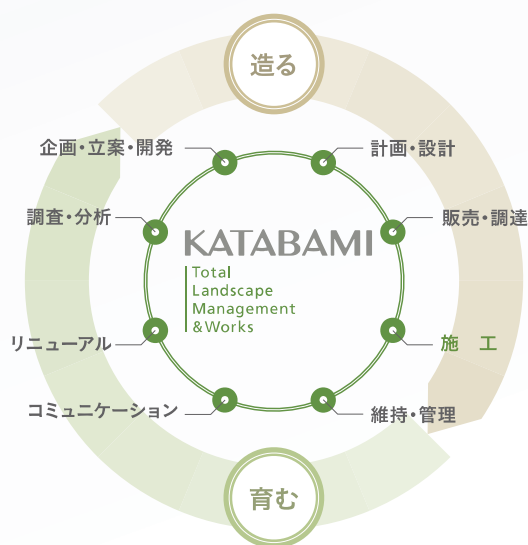 造る
企画・立案・開発
計画・設計
調査・分析
販売・調達
KATABAMI
Total
Landscape
Management
&Works
リニューアル
施 工
コミュニケーション
維持・管理
育む